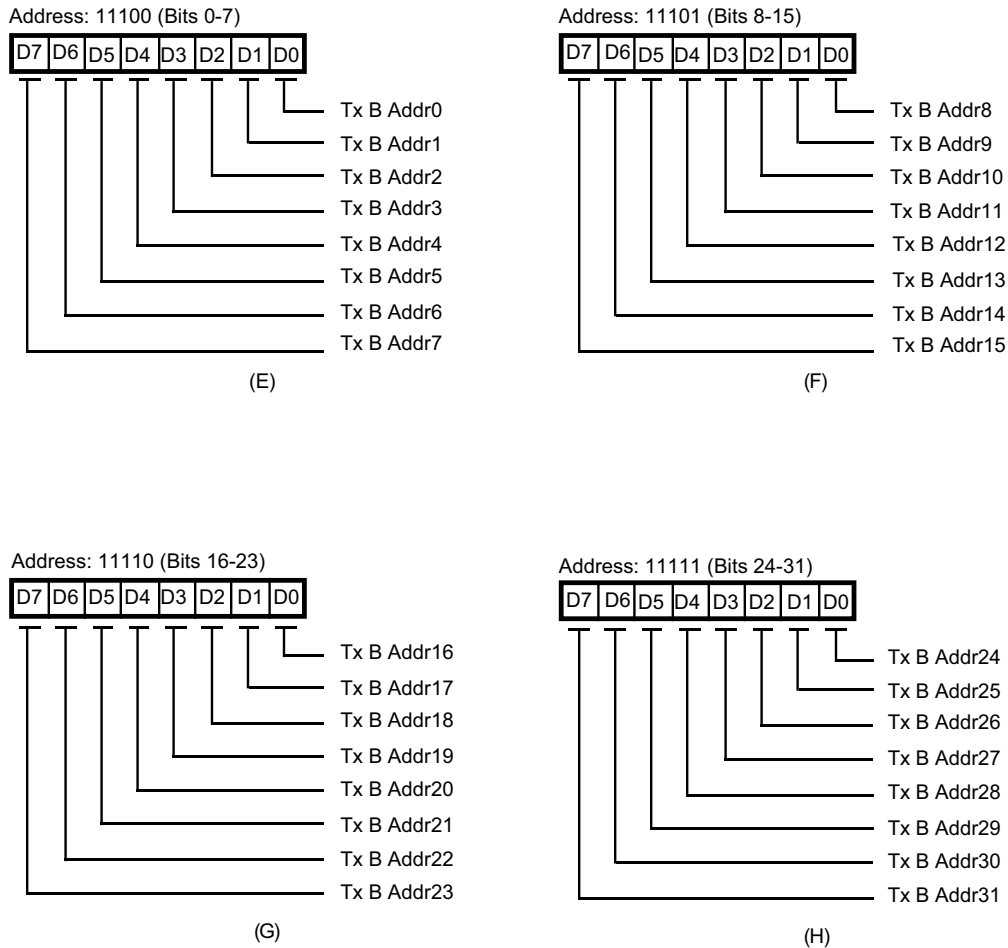 Address: 11100 (Bits 0-7)
D7 D6 D5 D4 D3 D2 D1 D0
Tx B Addr0
Tx B Addr1
Tx B Addr2
Tx B Addr3
Tx B Addr4
Tx B Addr5
Tx B Addr6
Tx B Addr7
(E)
Address: 11101 (Bits 8-15)
D7 D6 D5 D4 D3 D2 D1 D0
Tx B Addr8
Tx B Addr9
Tx B Addr10
Tx B Addr11
Tx B Addr12
Tx B Addr13
Tx B Addr14
Tx B Addr15
(F)
Address: 11110 (Bits 16-23)
D7 D6 D5 D4 D3 D2 D1 D0
Tx B Addr16
Tx B Addr17
Tx B Addr18
Tx B Addr19
Tx B Addr20
Tx B Addr21
Tx B Addr22
Tx B Addr23
(G)
Address: 11111 (Bits 24-31)
D7 D6 D5 D4 D3 D2 D1 D0
Tx B Addr24
Tx B Addr25
Tx B Addr26
Tx B Addr27
Tx B Addr28
Tx B Addr29
Tx B Addr30
Tx B Addr31
(H)